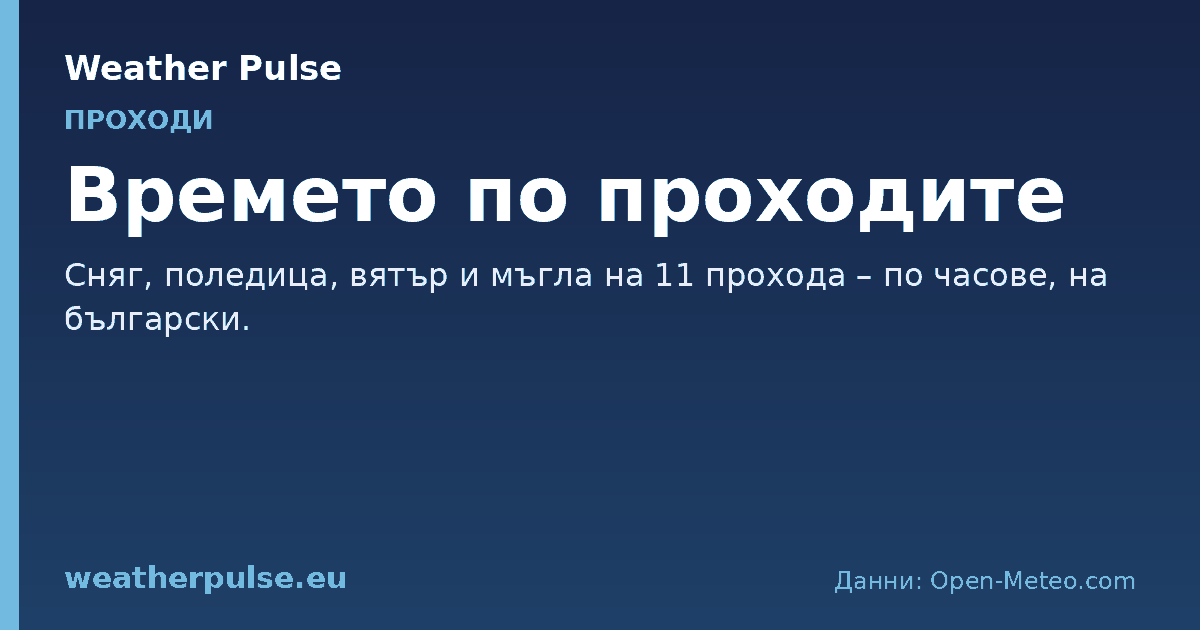 Weather Pulse
ПРОХОДИ
Времето по проходите
Сняг, поледица, вятър и мъгла на 11 прохода – по часове, на
български.
weatherpulse.eu
Данни: Open-Meteo.com